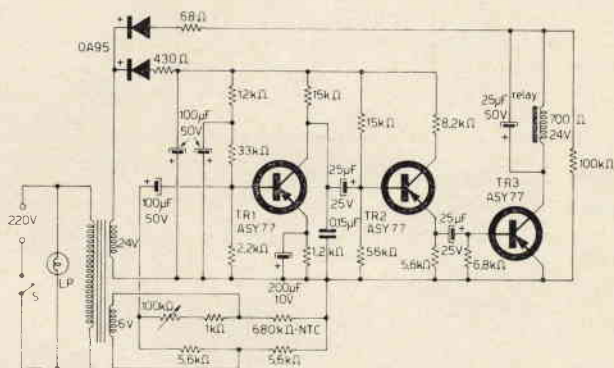 68Ω
OA95
430Ω
100µF
50V
12kΩ
33kΩ
15kΩ
15kΩ
8,2kΩ
25µF
50V
relay
700Ω
24V
100kΩ
100µF
50V
TR1
ASY77
25µF
25V
0,15µF
TR2
ASY77
TR3
ASY77
25µF
25V
220V
S
LP
24V
2,2kΩ
1,2kΩ
200µF
10V
56kΩ
5,6kΩ
6,8kΩ
6V
100kΩ
1kΩ
680kΩ-NTC
5,6kΩ
5,6kΩ